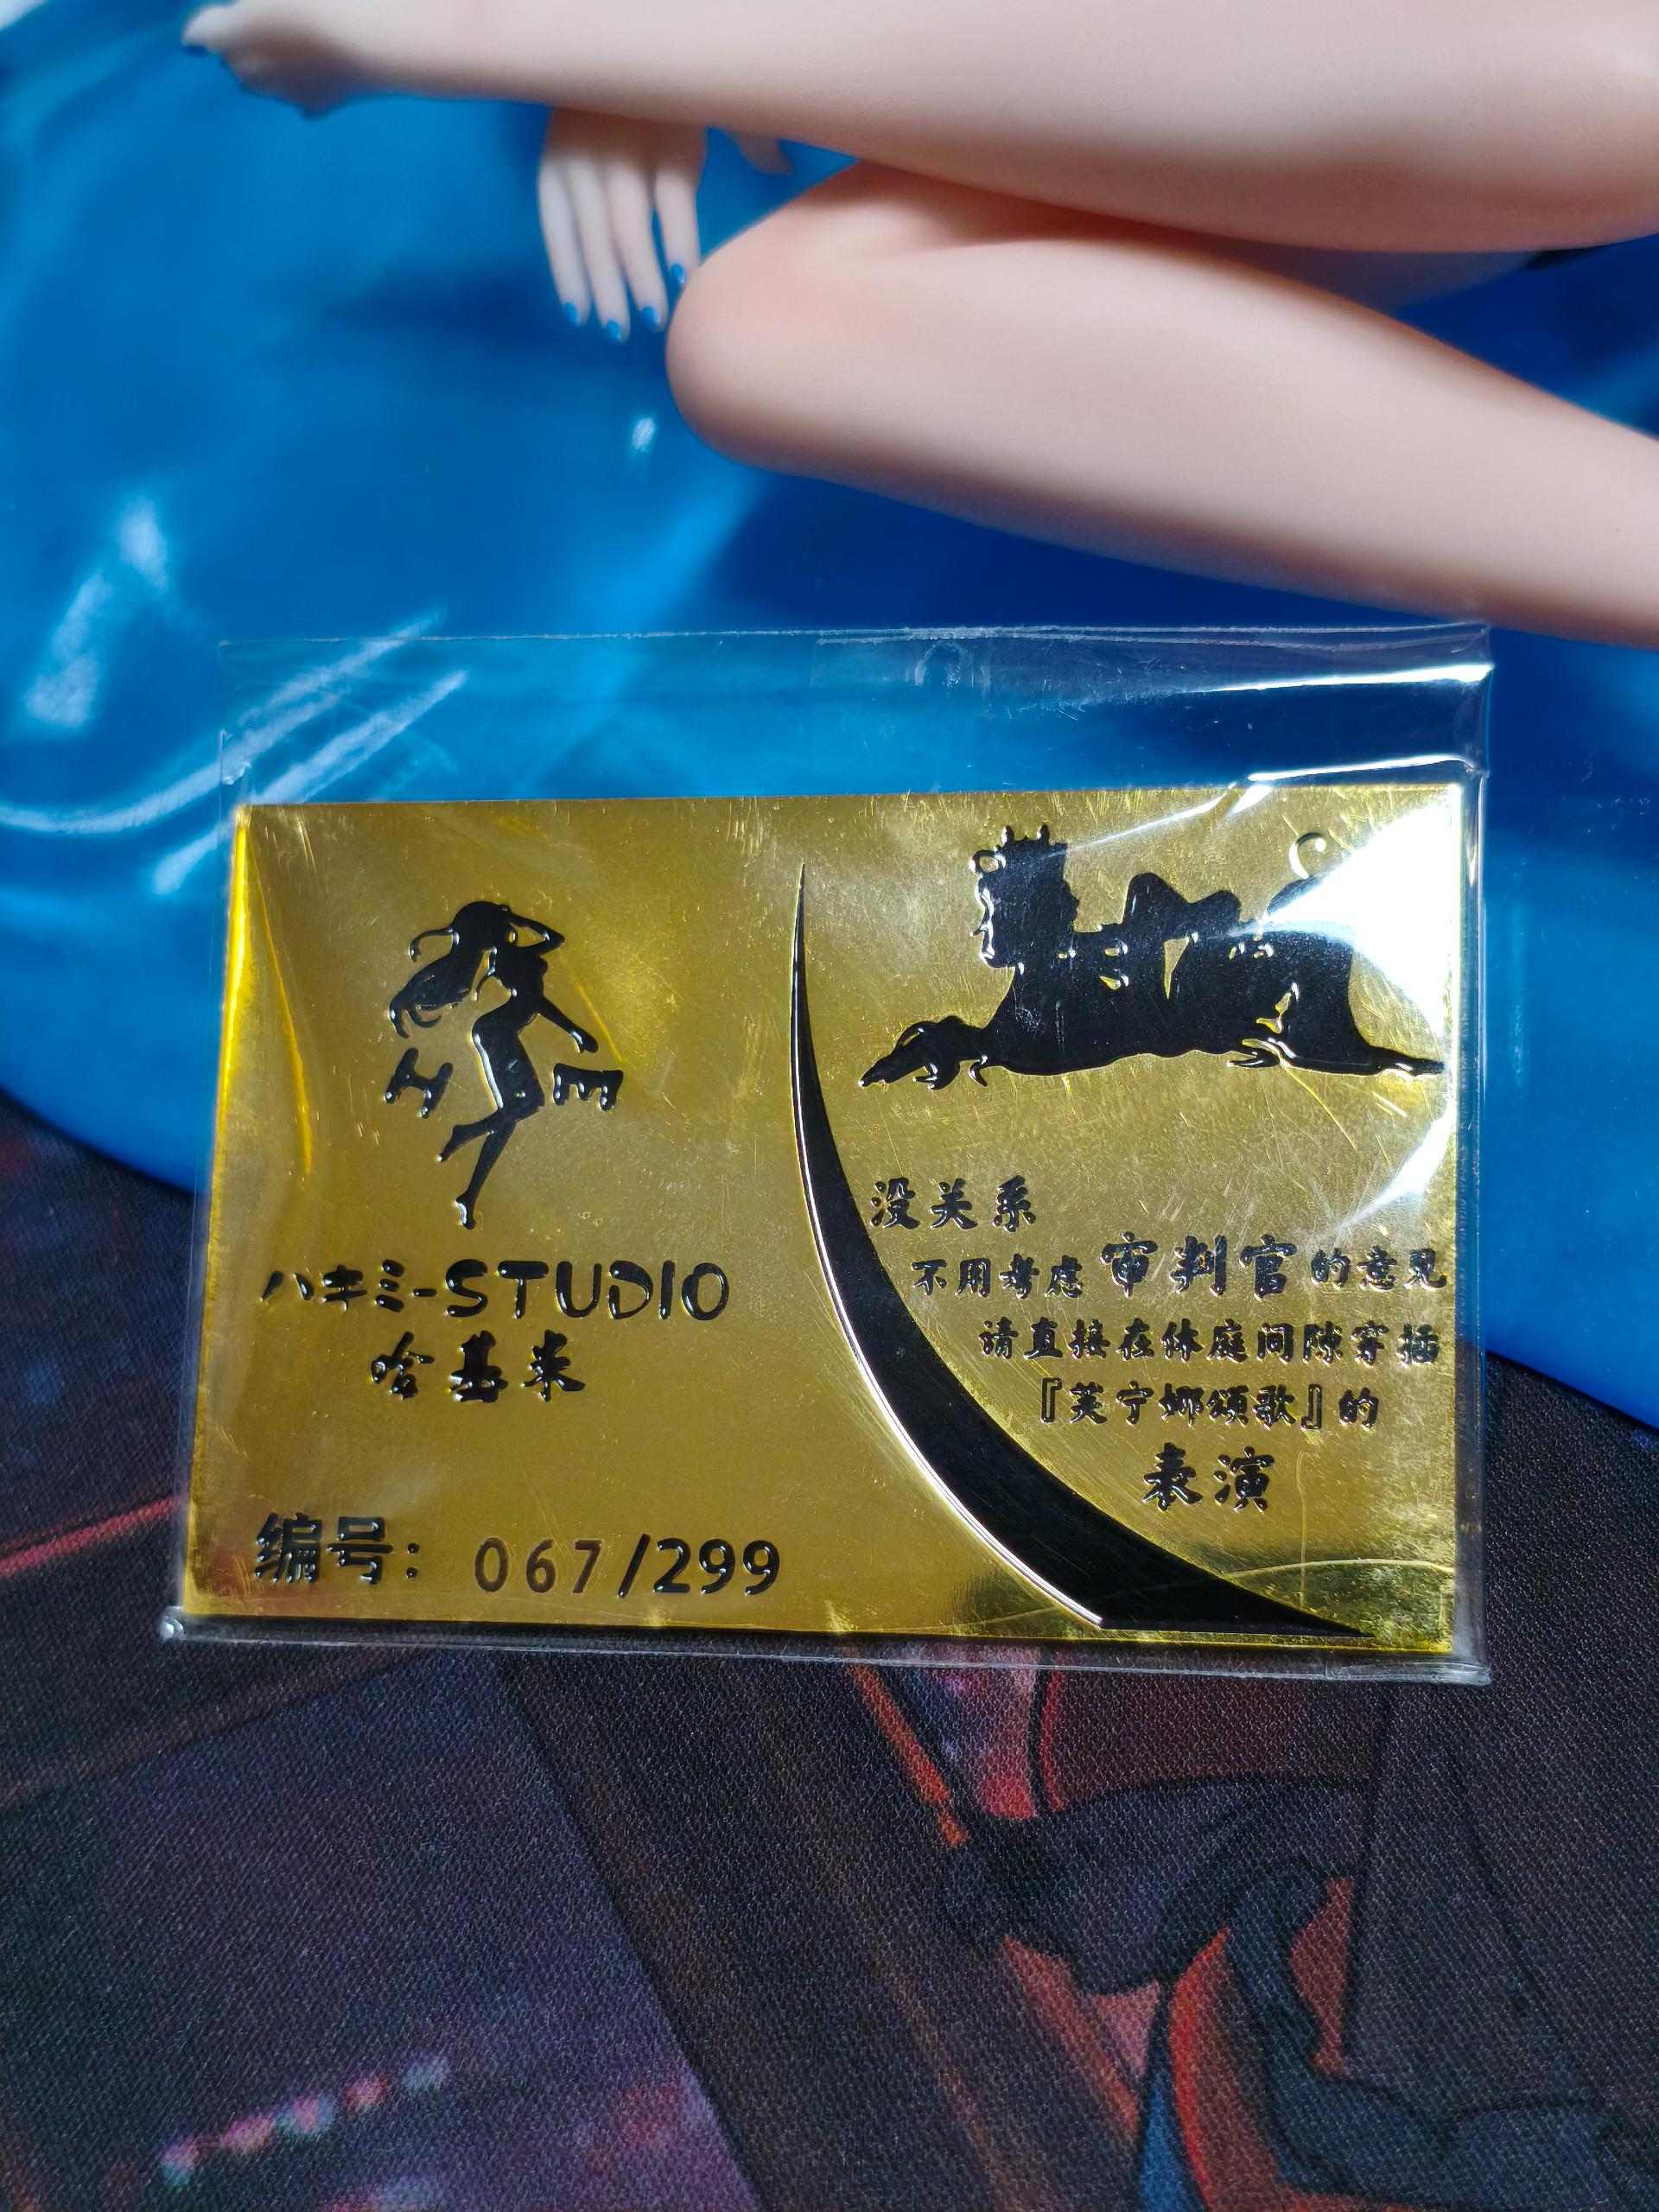 H E
ハキミ-STUDIO
哈基米
编号：067/299
没关系
不用考虑审判官的意见
请直接在休庭间隙穿插
『芙宁娜颂歌』的
表演